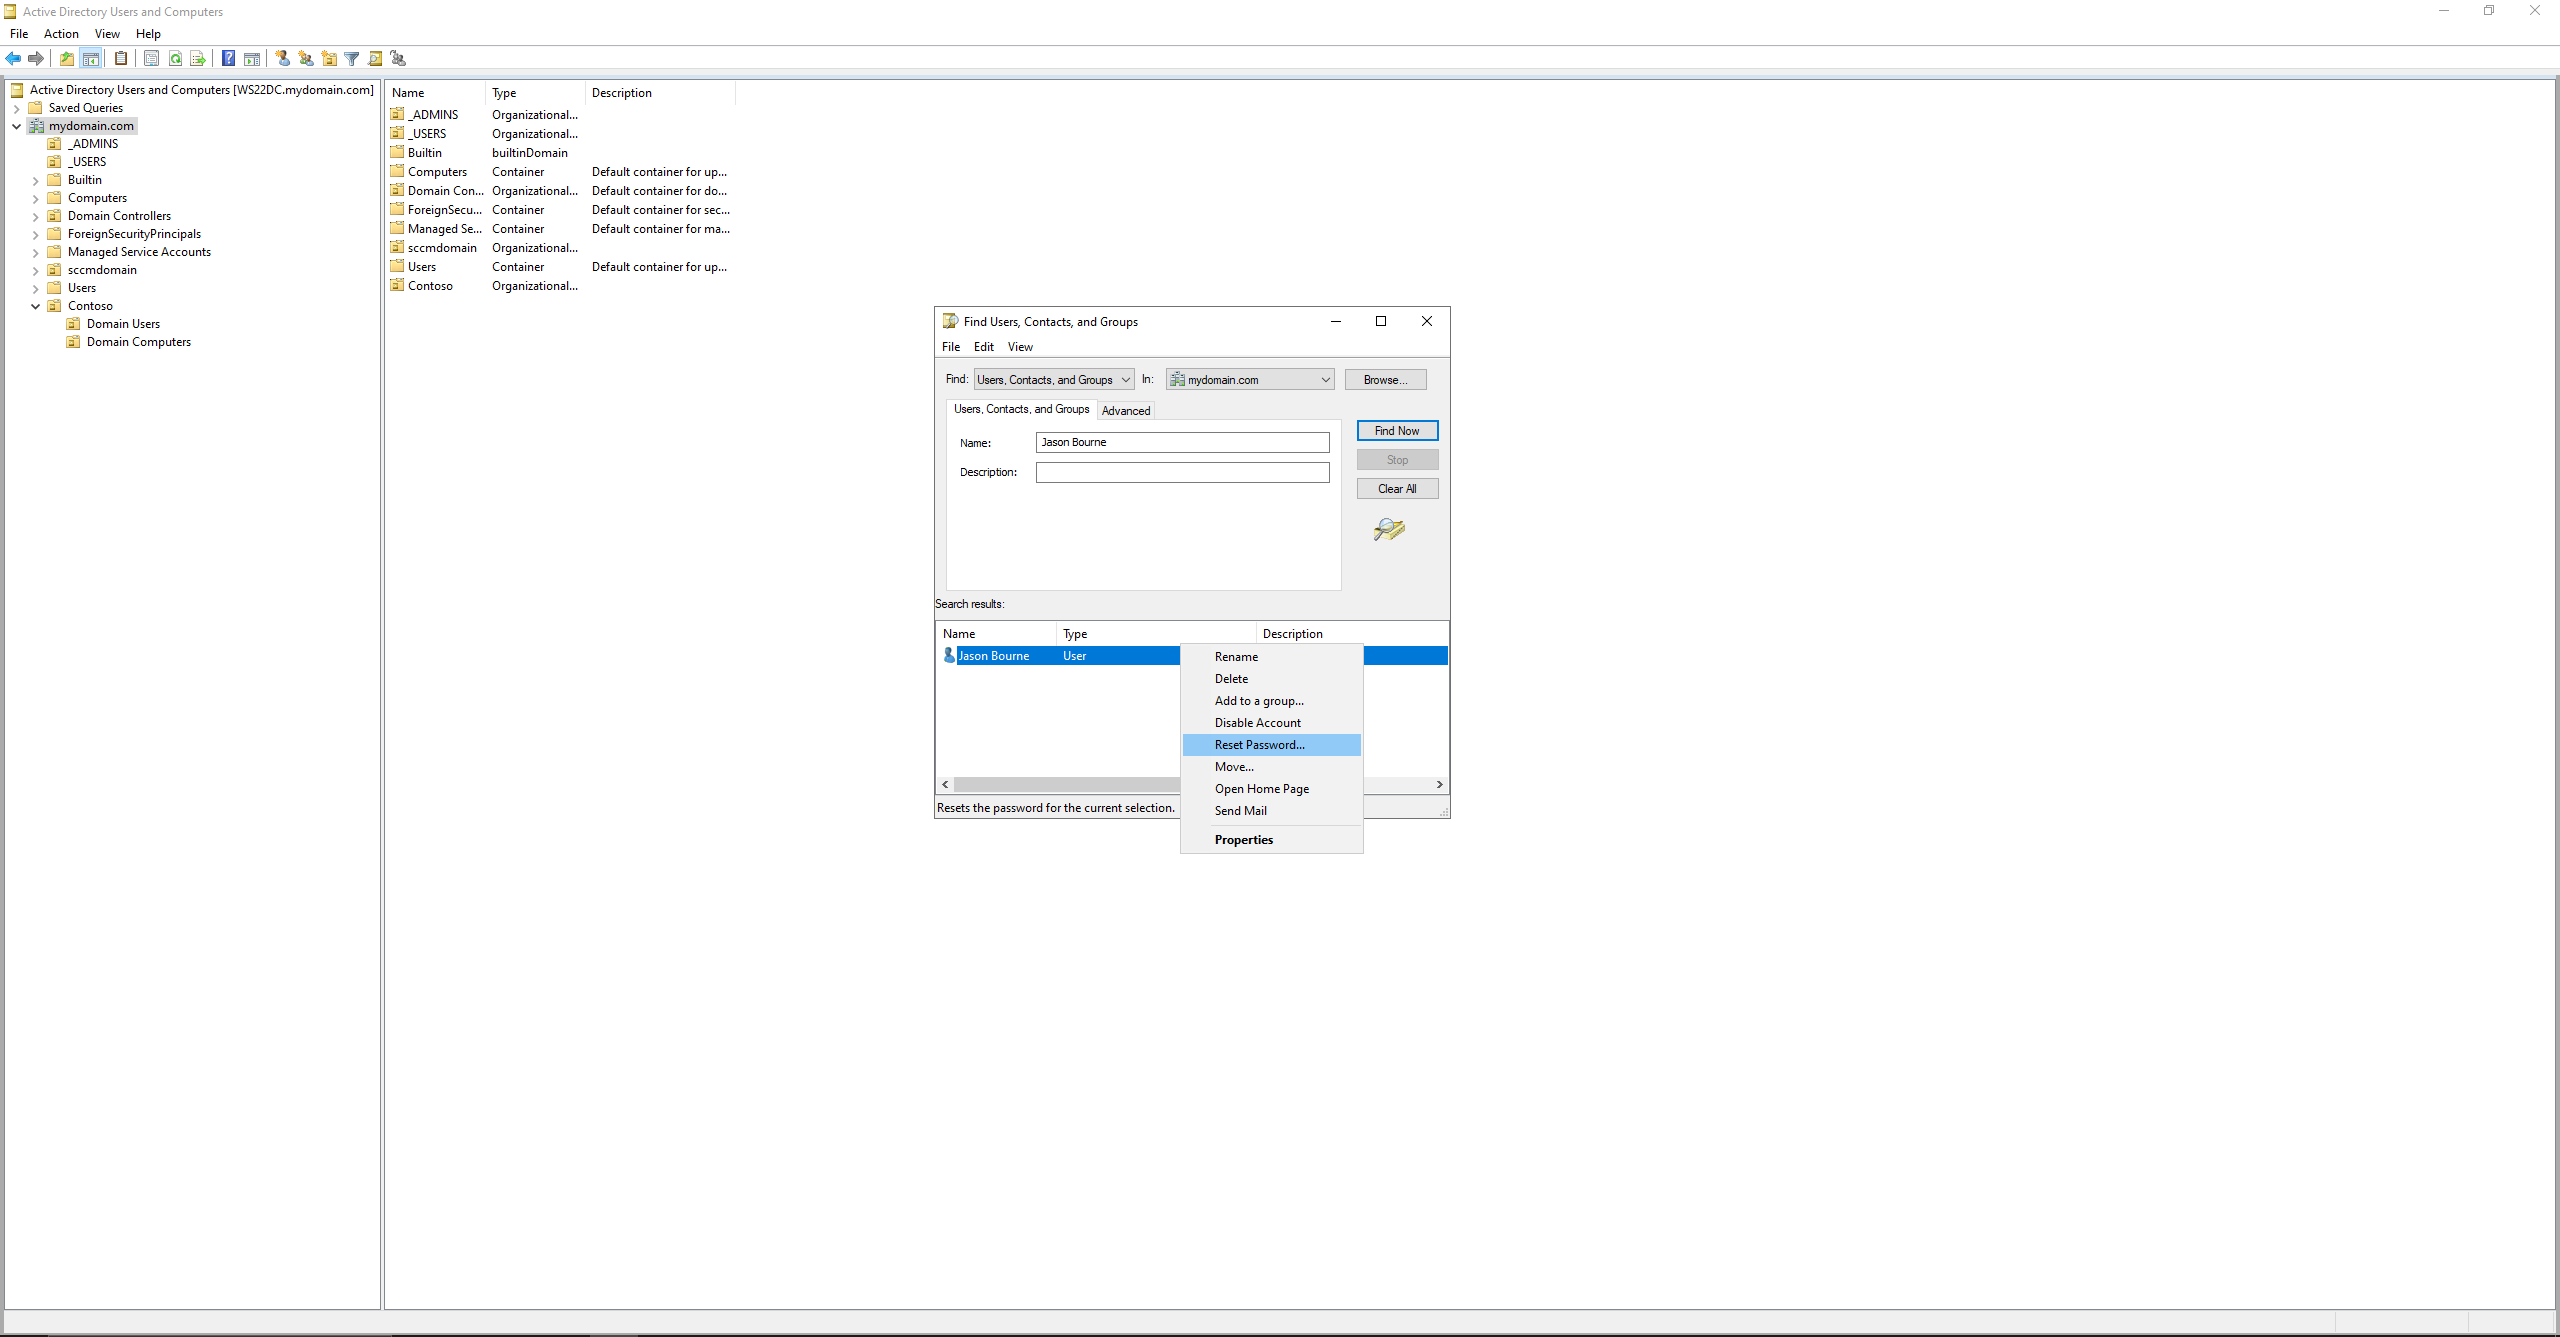 Active Directory Users and Computers
File Action View Help
Active Directory Users and Computers [WS22DC.mydomain.com]
Saved Queries
mydomain.com
_ADMINS
_USERS
Builtin
Computers
Domain Controllers
ForeignSecurityPrincipals
Managed Service Accounts
sccmdomain
Users
Contoso
Domain Users
Domain Computers
Name Type Description
_ADMINS Organizational...
_USERS Organizational...
Builtin builtinDomain
Computers Container Default container for up...
Domain Con... Organizational... Default container for do...
ForeignSecu... Container Default container for sec...
Managed Se... Container Default container for ma...
sccmdomain Organizational...
Users Container Default container for up...
Contoso Organizational...
Find Users, Contacts, and Groups
File Edit View
Find: Users, Contacts, and Groups In: mydomain.com Browse...
Users, Contacts, and Groups Advanced
Name: Jason Bourne
Description:
Find Now
Stop
Clear All
Search results:
Name Type Description
Jason Bourne User
Rename
Delete
Add to a group...
Disable Account
Reset Password...
Move...
Open Home Page
Send Mail
Properties
Resets the password for the current selection.